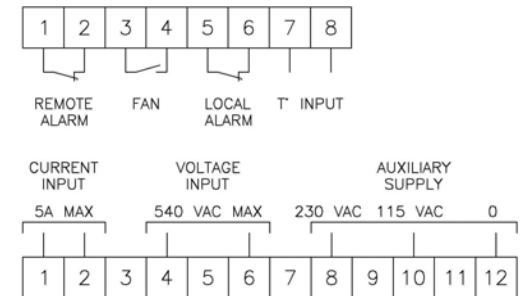 1 2 3 4 5 6 7 8
REMOTE ALARM
FAN
LOCAL ALARM
T° INPUT
CURRENT INPUT
VOLTAGE INPUT
AUXILIARY SUPPLY
5A MAX
540 VAC MAX
230 VAC 115 VAC 0
1 2 3 4 5 6 7 8 9 10 11 12